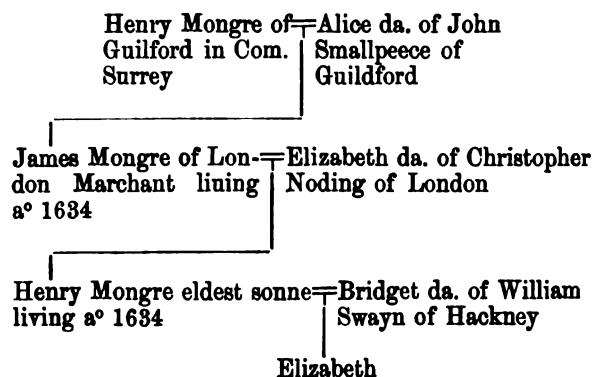 Henry Mongre of=Alice da. of John
Guilford in Com. Smallpeece of
Surrey Guildford
James Mongre of Lon-=Elizabeth da. of Christopher
don Marchant liuing Noding of London
aº 1634
Henry Mongre eldest sonne=Bridget da. of William
living aº 1634 Swayn of Hackney
Elizabeth